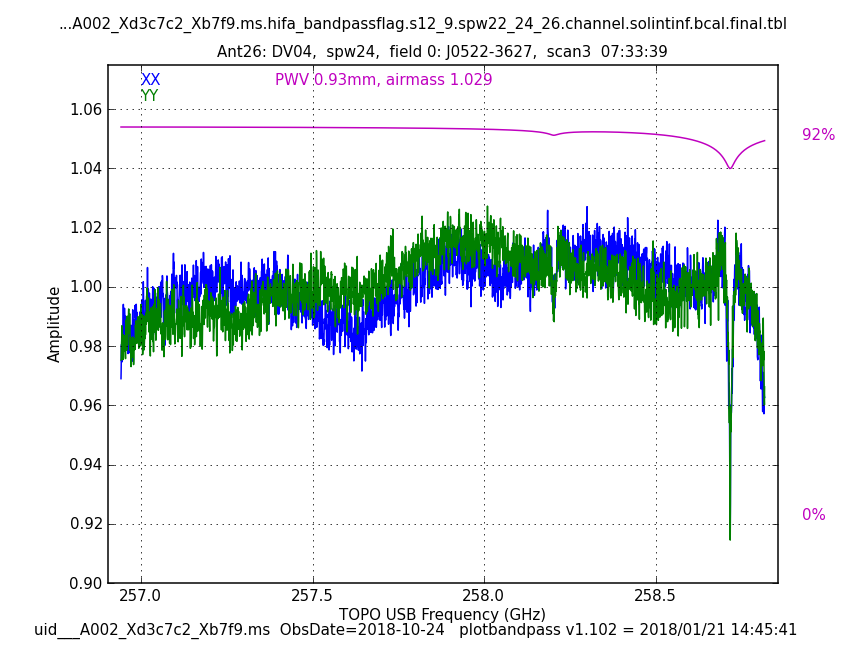 ...A002_Xd3c7c2_Xb7f9.ms.hifa_bandpassflag.s12_9.spw22_24_26.channel.solintinf.bcal.final.tbl
Ant26: DV04,  spw24,  field 0: J0522-3627,  scan3  07:33:39
XX
PWV 0.93mm, airmass 1.029
YY
1.06
1.04
1.02
1.00
0.98
0.96
0.94
0.92
0.90
Amplitude
92%
0%
257.0 257.5 258.0 258.5
TOPO USB Frequency (GHz)
uid___A002_Xd3c7c2_Xb7f9.ms  ObsDate=2018-10-24   plotbandpass v1.102 = 2018/01/21 14:45:41